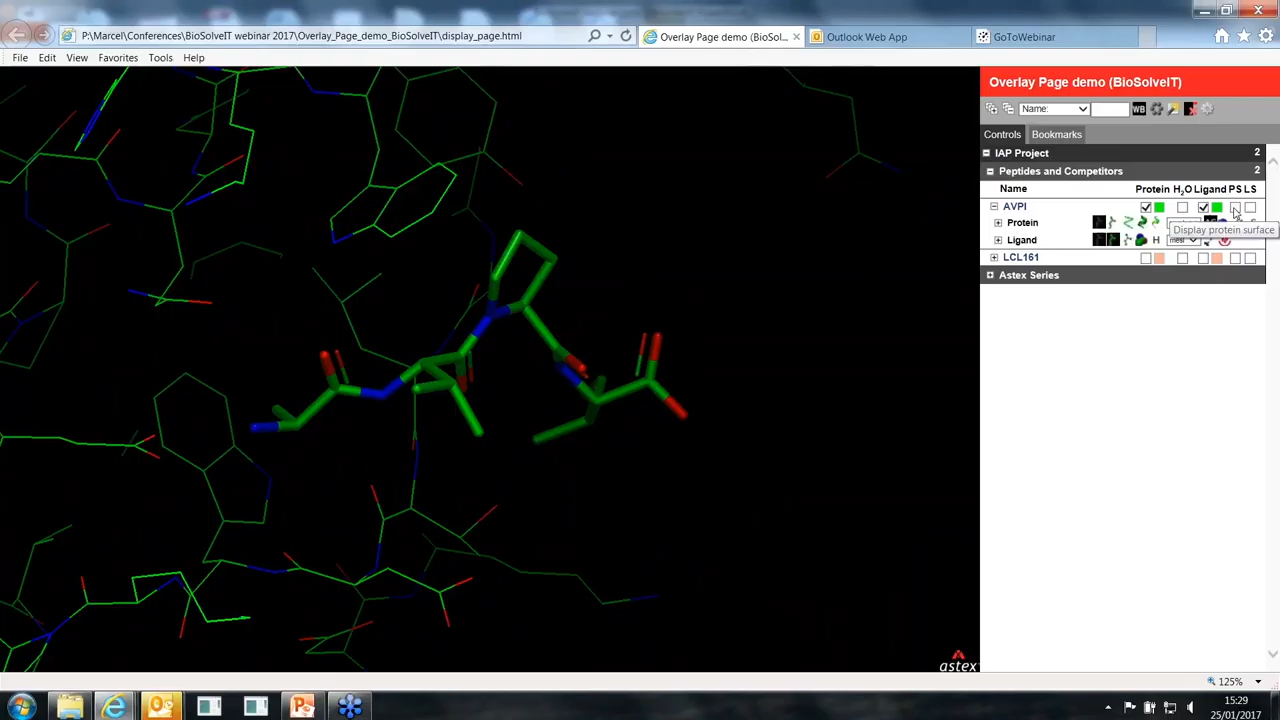 P:\Marcel\Conferences\BioSolveIT webinar 2017\Overlay_Page_demo_BioSolveIT\display_page.html
Overlay Page demo (BioSol...
Outlook Web App
GoToWebinar
File Edit View Favorites Tools Help
Overlay Page demo (BioSolveIT)
Name:
WB
Controls Bookmarks
IAP Project 2
Peptides and Competitors 2
Name Protein H2O Ligand PS LS
AVPI
Protein
Display protein surface
Ligand H
LCL161
Astex Series
astex
125%
15:29
25/01/2017